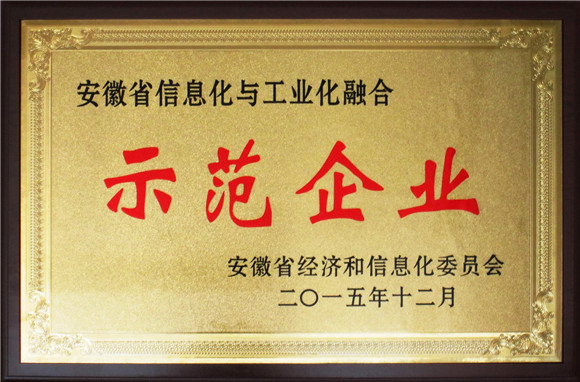 安徽省信息化与工业化融合
示范企业
安徽省经济和信息化委员会
二〇一五年十二月